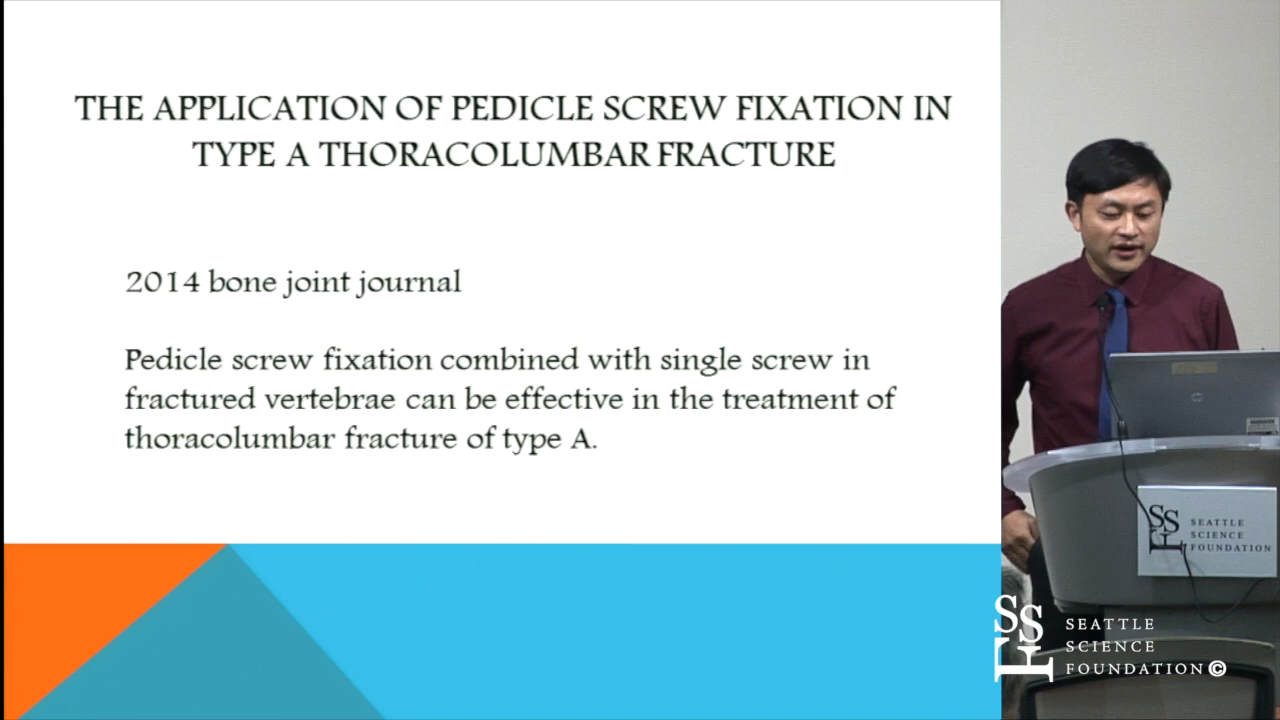 THE APPLICATION OF PEDICLE SCREW FIXATION IN
TYPE A THORACOLUMBAR FRACTURE
2014 bone joint journal
Pedicle screw fixation combined with single screw in
fractured vertebrae can be effective in the treatment of
thoracolumbar fracture of type A.
SSF
SEATTLE
SCIENCE
FOUNDATION
SSF
SEATTLE
SCIENCE
FOUNDATION©